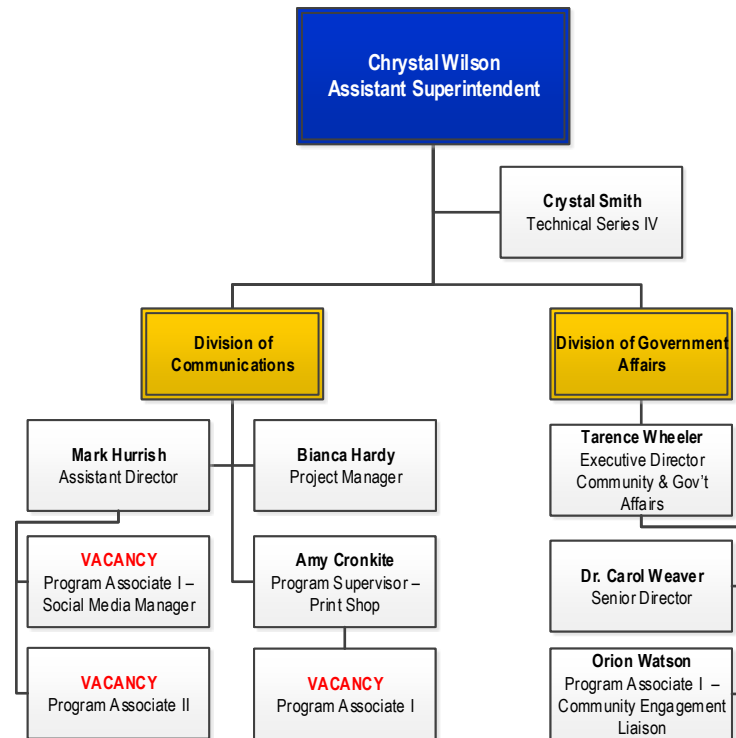 Chrystal Wilson
Assistant Superintendent
Crystal Smith
Technical Series IV
Division of
Communications
Division of Government
Affairs
Mark Hurrish
Assistant Director
Bianca Hardy
Project Manager
Tarence Wheeler
Executive Director
Community & Gov't
Affairs
VACANCY
Program Associate I –
Social Media Manager
Amy Cronkite
Program Supervisor –
Print Shop
Dr. Carol Weaver
Senior Director
VACANCY
Program Associate II
VACANCY
Program Associate I
Orion Watson
Program Associate I –
Community Engagement
Liaison